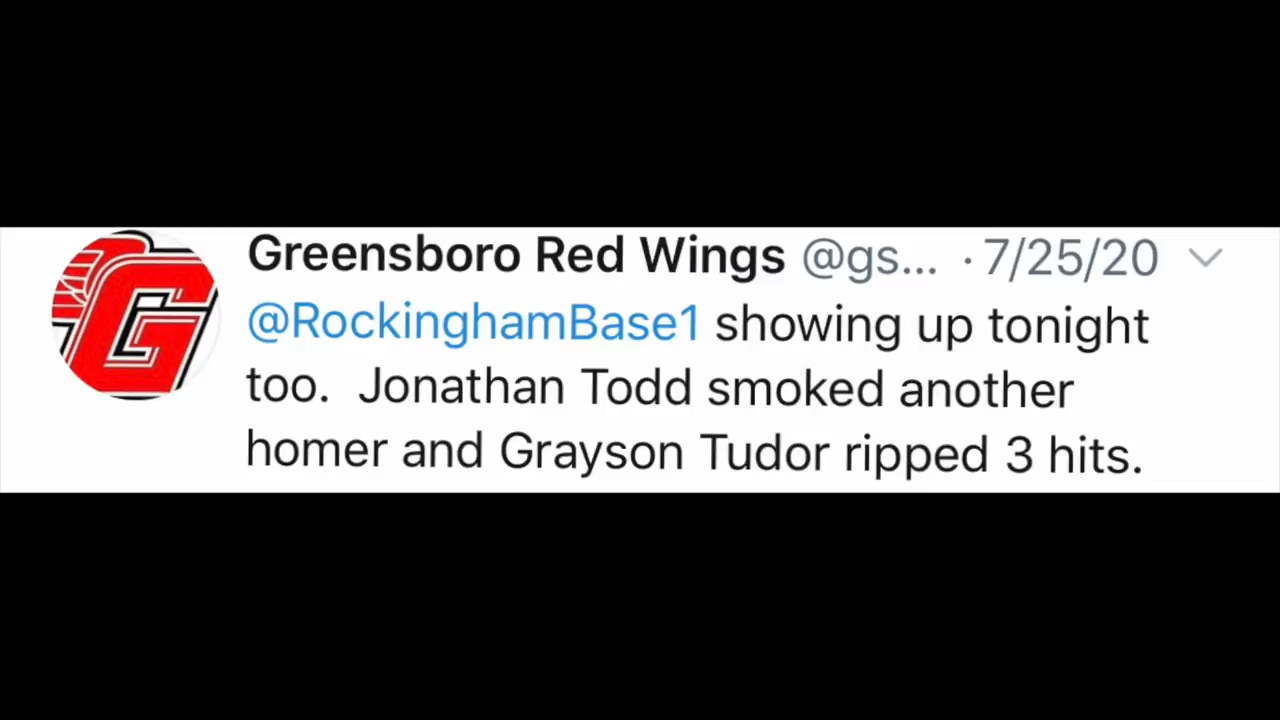 Greensboro Red Wings @gs... · 7/25/20
@RockinghamBase1 showing up tonight
too.  Jonathan Todd smoked another
homer and Grayson Tudor ripped 3 hits.